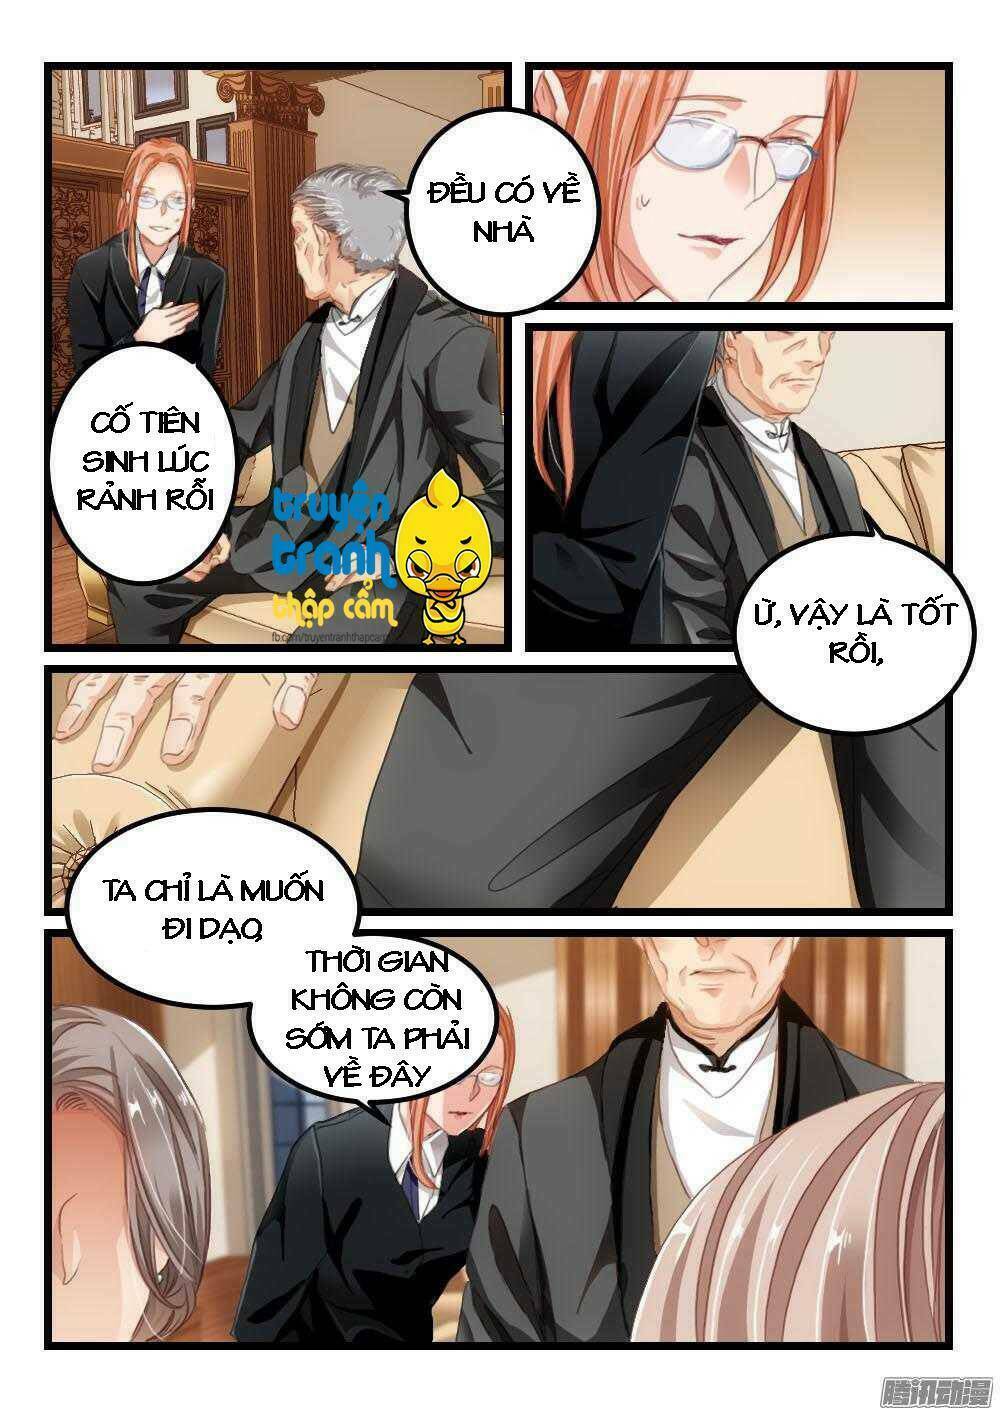 CỐ TIÊN
SINH LÚC
RẢNH RỖI
ĐỀU CÓ VỀ
NHÀ
truyện
tranh
thập cẩm
fb.com/truyentranhthapcam
Ừ, VẬY LÀ TỐT
RỒI,
TA CHỈ LÀ MUỐN
ĐI DẠO,
THỜI GIAN
KHÔNG CÒN
SỚM TA PHẢI
VỀ ĐÂY
腾讯动漫